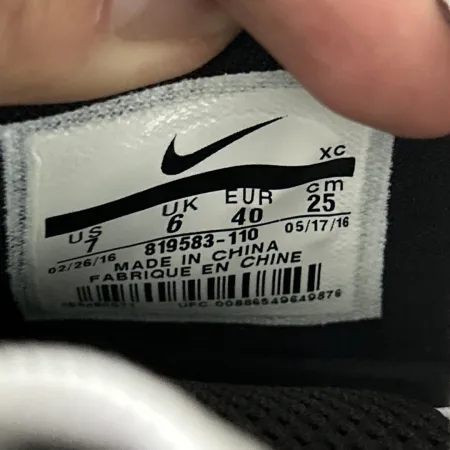 XC
US UK EUR cm
7 6 40 25
819583-110
02/26/16 05/17/16
MADE IN CHINA
FABRIQUE EN CHINE
UPC 00886549649876